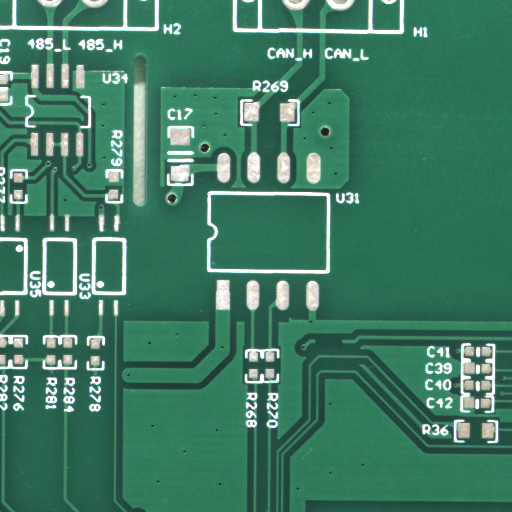 H2
H1
485_L 485_H
CAN_H CAN_L
C19
U34
R269
C17
R279
U31
U35
U33
C41
C39
C40
C42
R36
R276
R281
R284
R278
R268
R270